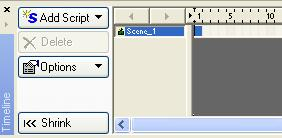 Add Script
Delete
Options
Shrink
Timeline
Scene_1
1 5 10